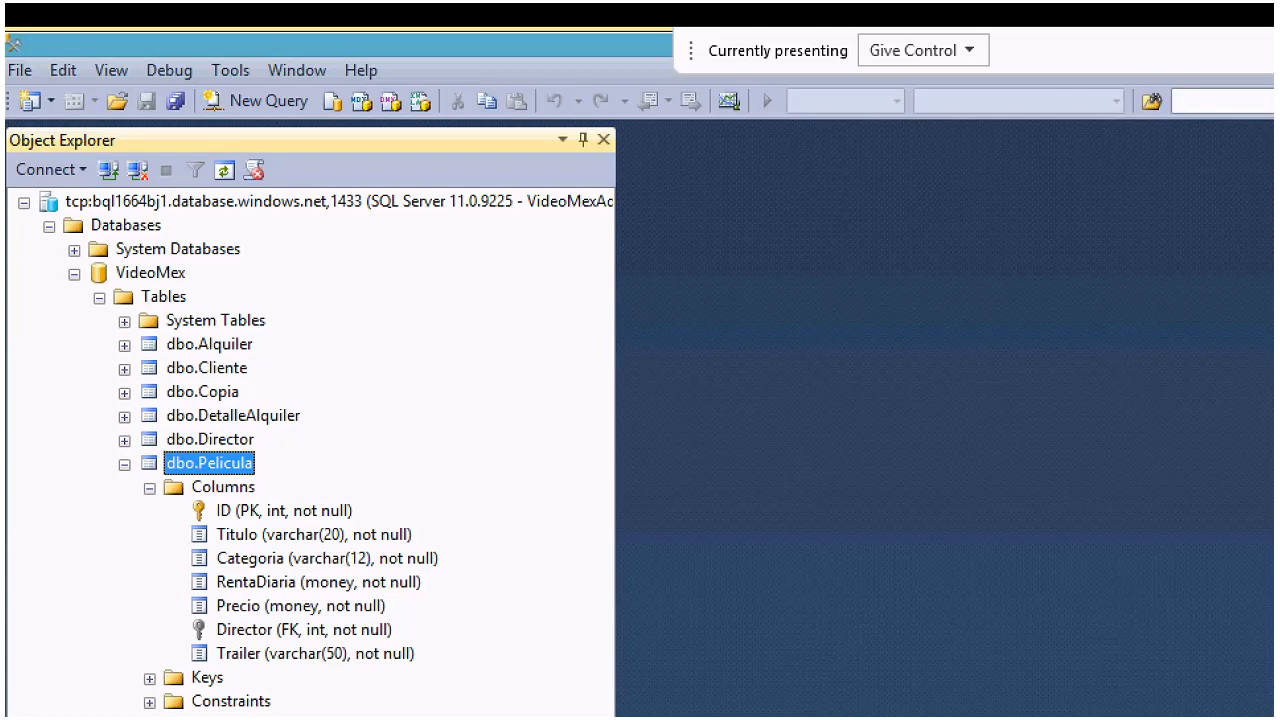 Currently presenting Give Control
File Edit View Debug Tools Window Help
New Query
Object Explorer
Connect
tcp:bql1664bj1.database.windows.net,1433 (SQL Server 11.0.9225 - VideoMexAd
Databases
System Databases
VideoMex
Tables
System Tables
dbo.Alquiler
dbo.Cliente
dbo.Copia
dbo.DetalleAlquiler
dbo.Director
dbo.Pelicula
Columns
ID (PK, int, not null)
Titulo (varchar(20), not null)
Categoria (varchar(12), not null)
RentaDiaria (money, not null)
Precio (money, not null)
Director (FK, int, not null)
Trailer (varchar(50), not null)
Keys
Constraints